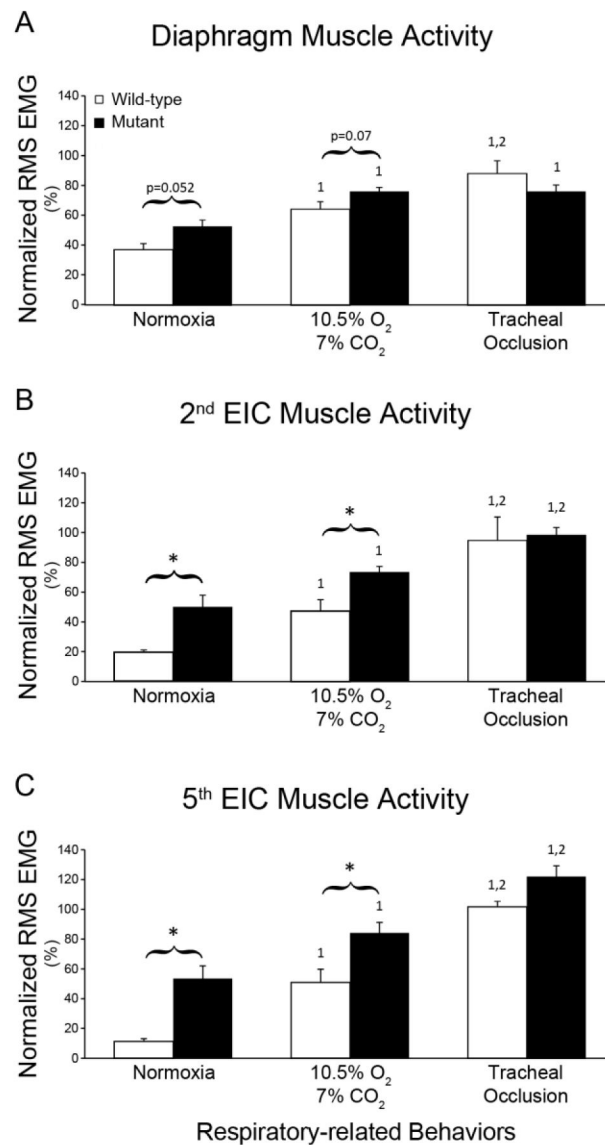 A
Diaphragm Muscle Activity
Normalized RMS EMG
(%)
140
120
100
80
60
40
20
0
Wild-type
Mutant
p=0.052
p=0.07
1
1
1,2
1
Normoxia
10.5% O₂
7% CO₂
Tracheal
Occlusion
B
2ⁿᵈ EIC Muscle Activity
Normalized RMS EMG
(%)
140
120
100
80
60
40
20
0
*
*
1
1
1,2
1,2
Normoxia
10.5% O₂
7% CO₂
Tracheal
Occlusion
C
5ᵗʰ EIC Muscle Activity
Normalized RMS EMG
(%)
140
120
100
80
60
40
20
0
*
*
1
1
1,2
1,2
Normoxia
10.5% O₂
7% CO₂
Tracheal
Occlusion
Respiratory-related Behaviors